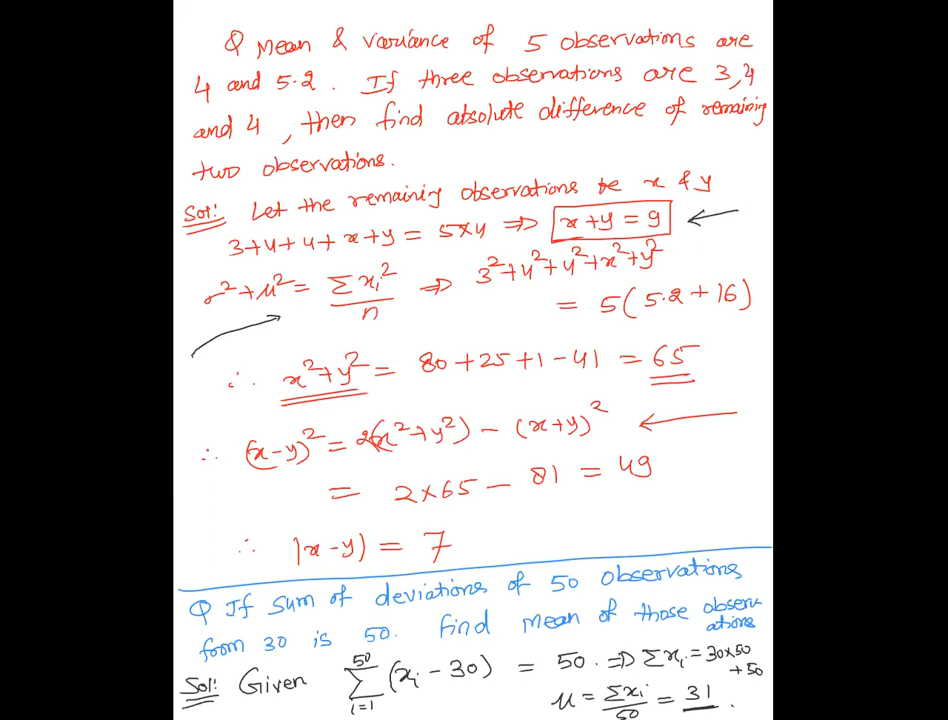 Q Mean & variance of 5 observations are
4 and 5.2. If three observations are 3,4
and 4, then find absolute difference of remaining
two observations.
Sol: Let the remaining observations be x & y
3+4+4+x+y = 5×4 ⇒ x+y = 9
σ²+μ² = Σxi²/n ⇒ 3²+4²+4²+x²+y²
= 5(5.2+16)
∴ x²+y² = 80+25+1-41 = 65
∴ (x-y)² = 2(x²+y²) - (x+y)²
= 2×65 - 81 = 49
∴ |x-y| = 7
Q If sum of deviations of 50 observations
from 30 is 50. find mean of those observations
Sol: Given Σ_{i=1}^{50} (xi - 30) = 50. ⇒ Σxi = 30×50 +50
μ = Σxi/50 = 31.